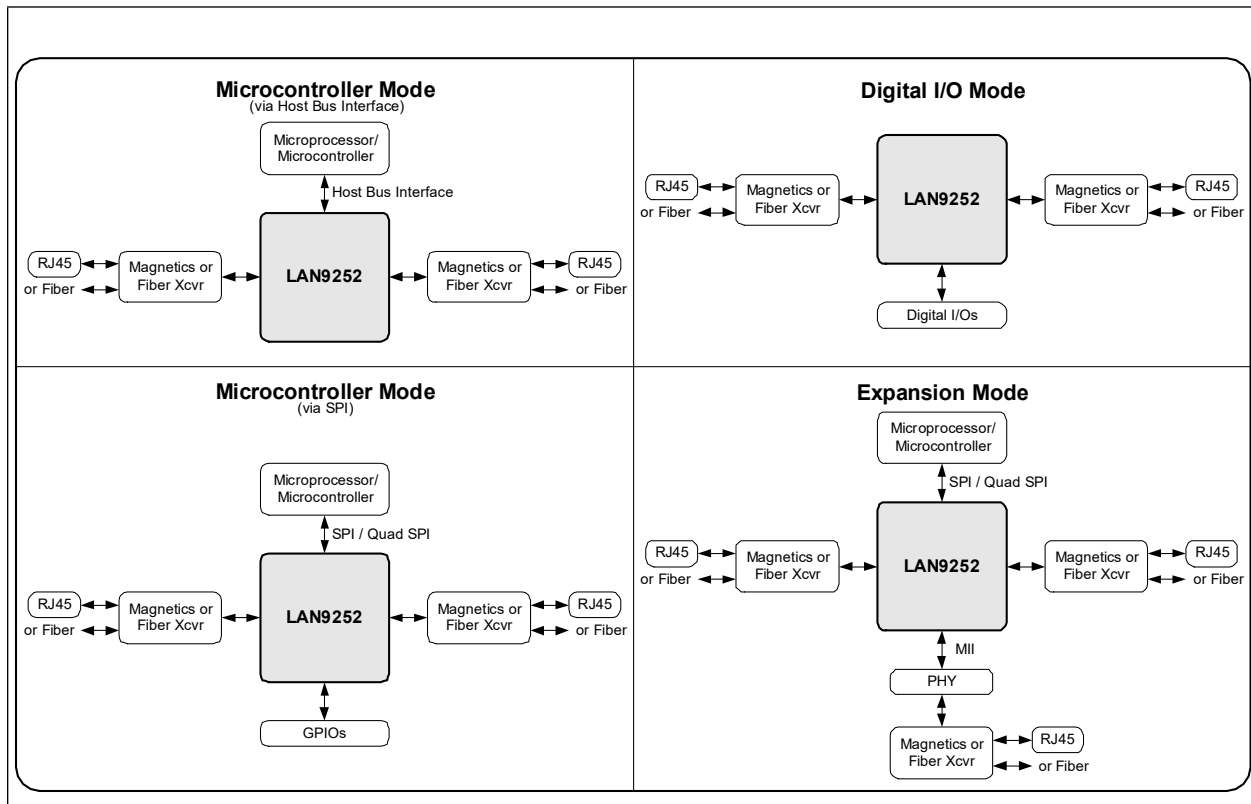 Microcontroller Mode
(via Host Bus Interface)
Microprocessor/
Microcontroller
Host Bus Interface
LAN9252
RJ45
or Fiber
Magnetics or
Fiber Xcvr
Magnetics or
Fiber Xcvr
RJ45
or Fiber
Digital I/O Mode
LAN9252
RJ45
or Fiber
Magnetics or
Fiber Xcvr
Magnetics or
Fiber Xcvr
RJ45
or Fiber
Digital I/Os
Microcontroller Mode
(via SPI)
Microprocessor/
Microcontroller
SPI / Quad SPI
LAN9252
RJ45
or Fiber
Magnetics or
Fiber Xcvr
Magnetics or
Fiber Xcvr
RJ45
or Fiber
GPIOs
Expansion Mode
Microprocessor/
Microcontroller
SPI / Quad SPI
LAN9252
RJ45
or Fiber
Magnetics or
Fiber Xcvr
Magnetics or
Fiber Xcvr
RJ45
or Fiber
MII
PHY
Magnetics or
Fiber Xcvr
RJ45
or Fiber